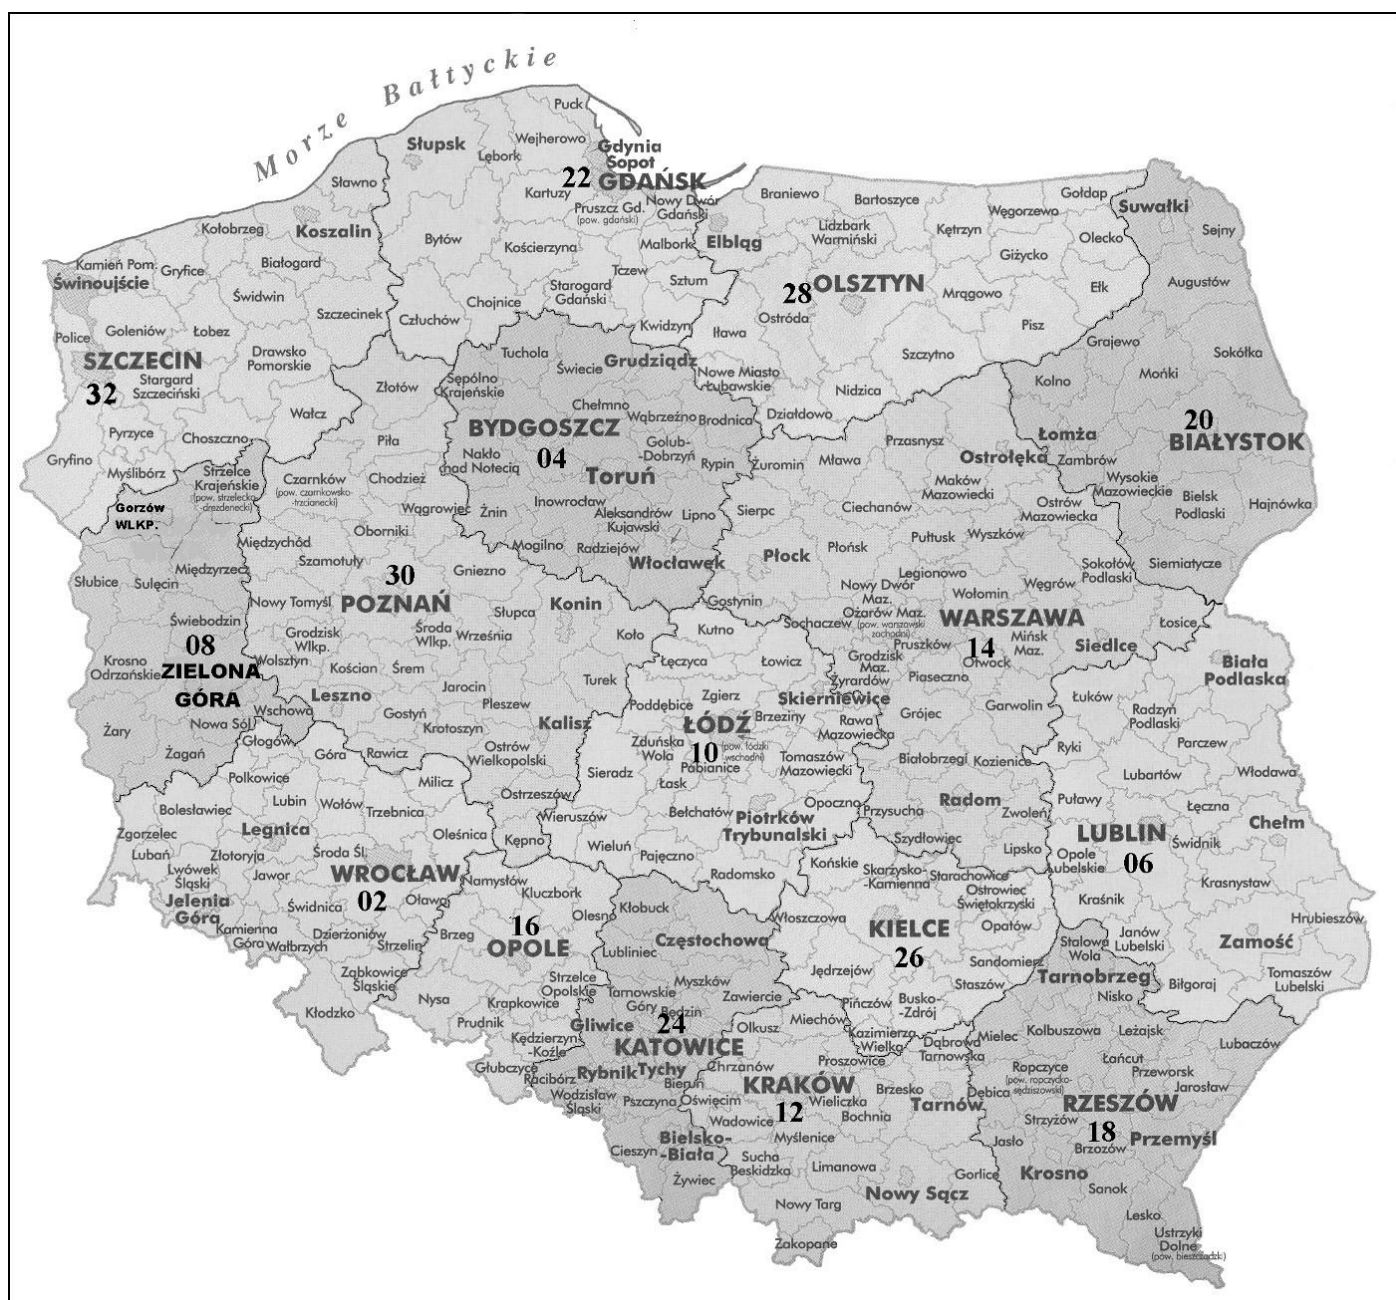 Morze Bałtyckie
Puck
Słupsk
Wejherowo
Lębork
Gdynia
Sopot
22 GDAŃSK
Sławno
Kartuzy
Nowy Dwór
Gdański
Pruszcz Gd.
(pow. gdański)
Braniewo
Bartoszyce
Gołdap
Węgorzewo
Suwałki
Kołobrzeg
Koszalin
Bytów
Kościerzyna
Malbork
Elbląg
Lidzbark
Warmiński
Kętrzyn
Olecko
Sejny
Kamień Pom.
Gryfice
Białogard
Świnoujście
Tczew
Sztum
Giżycko
28 OLSZTYN
Ełk
Augustów
Świdwin
Starogard
Gdański
Mrągowo
Szczecinek
Chojnice
Człuchów
Kwidzyn
Ostróda
Iława
Pisz
Police
Goleniów
Łobez
SZCZECIN
32
Stargard
Szczeciński
Drawsko
Pomorskie
Złotów
Tuchola
Świecie
Grudziądz
Nowe Miasto
Lubawskie
Szczytno
Nidzica
Grajewo
Kolno
Mońki
Sokółka
Sępólno
Krajeńskie
Wałcz
Chełmno
Wąbrzeźno
Brodnica
Działdowo
BYDGOSZCZ
04
20
BIAŁYSTOK
Pyrzyce
Choszczno
Piła
Golub-
-Dobrzyń
Przasnysz
Łomża
Gryfino
Myślibórz
Strzelce
Krajeńskie
(pow. strzelecko
-drezdenecki)
Nakło
nad Notecią
Toruń
Rypin
Żuromin
Mława
Ostrołęka
Zambrów
Czarnków
(pow. czarnkowsko
-trzcianecki)
Chodzież
Maków
Mazowiecki
Wysokie
Mazowieckie
Gorzów
WLKP.
Wągrowiec
Żnin
Inowrocław
Aleksandrów
Kujawski
Lipno
Sierpc
Ciechanów
Ostrów
Mazowiecka
Bielsk
Podlaski
Hajnówka
Oborniki
Międzychód
Mogilno
Radziejów
Włocławek
Płock
Płońsk
Pułtusk
Wyszków
Szamotuły
Słubice
Sulęcin
Międzyrzecz
30
POZNAŃ
Gniezno
Legionowo
Sokołów
Podlaski
Siemiatycze
Nowy Dwór
Maz.
Wołomin
Węgrów
Nowy Tomyśl
Słupca
Konin
Gostynin
Ożarów Maz.
(pow. warszawski
zachodni)
WARSZAWA
14
Świebodzin
Środa
Wlkp.
Września
Koło
Kutno
Sochaczew
Łosice
Grodzisk
Wlkp.
08
ZIELONA
GÓRA
Pruszków
Mińsk
Maz.
Siedlce
Krosno
Odrzańskie
Wolsztyn
Kościan
Śrem
Łęczyca
Łowicz
Grodzisk
Maz.
Otwock
Biała
Podlaska
Turek
Żyrardów
Piaseczno
Leszno
Jarocin
Pleszew
Zgierz
Skierniewice
Łuków
Wschowa
Gostyń
Poddębice
Brzeziny
Grójec
Garwolin
Radzyń
Podlaski
Nowa Sól
Krotoszyn
Kalisz
ŁÓDŹ
10
(pow. łódzki
wschodni)
Rawa
Mazowiecka
Żary
Żagań
Głogów
Góra
Rawicz
Ostrów
Wielkopolski
Zduńska
Wola
Pabianice
Tomaszów
Mazowiecki
Białobrzegi
Kozienice
Ryki
Parczew
Polkowice
Milicz
Sieradz
Łask
Lubartów
Włodawa
Bolesławiec
Lubin
Wołów
Trzebnica
Ostrzeszów
Wieruszów
Bełchatów
Opoczno
Przysucha
Radom
Zwoleń
Puławy
Łęczna
Zgorzelec
Legnica
Oleśnica
Kępno
Piotrków
Trybunalski
Szydłowiec
LUBLIN
06
Świdnik
Chełm
Lubań
Złotoryja
Środa Śl.
Wieluń
Pajęczno
Końskie
Lipsko
Opole
Lubelskie
Lwówek
Śląski
Jawor
WROCŁAW
02
Radomsko
Skarżysko-
-Kamienna
Starachowice
Ostrowiec
Świętokrzyski
Krasnystaw
Namysłów
Kluczbork
Jelenia
Góra
Świdnica
Oława
Olesno
Kłobuck
Włoszczowa
KIELCE
26
Opatów
Kraśnik
Hrubieszów
Kamienna
Góra
Wałbrzych
Dzierżoniów
Strzelin
Brzeg
16
OPOLE
Lubliniec
Częstochowa
Stalowa
Wola
Janów
Lubelski
Zamość
Ząbkowice
Śląskie
Jędrzejów
Sandomierz
Tarnobrzeg
Strzelce
Opolskie
Myszków
Staszów
Biłgoraj
Tomaszów
Lubelski
Kłodzko
Nysa
Krapkowice
Tarnowskie
Góry
Zawiercie
Pińczów
Busko-
-Zdrój
Nisko
Prudnik
Gliwice
Będzin
24
KATOWICE
Olkusz
Miechów
Kazimierza
Wielka
Mielec
Kolbuszowa
Leżajsk
Lubaczów
Kędzierzyn
-Koźle
Dąbrowa
Tarnowska
Głubczyce
Racibórz
Rybnik
Tychy
Chrzanów
Proszowice
Ropczyce
(pow. ropczycko-
sędziszowski)
Łańcut
Przeworsk
Wodzisław
Śląski
Pszczyna
Bieruń
Oświęcim
KRAKÓW
12
Wieliczka
Brzesko
Bochnia
Tarnów
Dębica
RZESZÓW
18
Jarosław
Wadowice
Strzyżów
Cieszyn
Bielsko-
-Biała
Myślenice
Jasło
Brzozów
Przemyśl
Żywiec
Sucha
Beskidzka
Limanowa
Nowy Sącz
Gorlice
Krosno
Sanok
Nowy Targ
Lesko
Zakopane
Ustrzyki
Dolne
(pow. bieszczadzki)